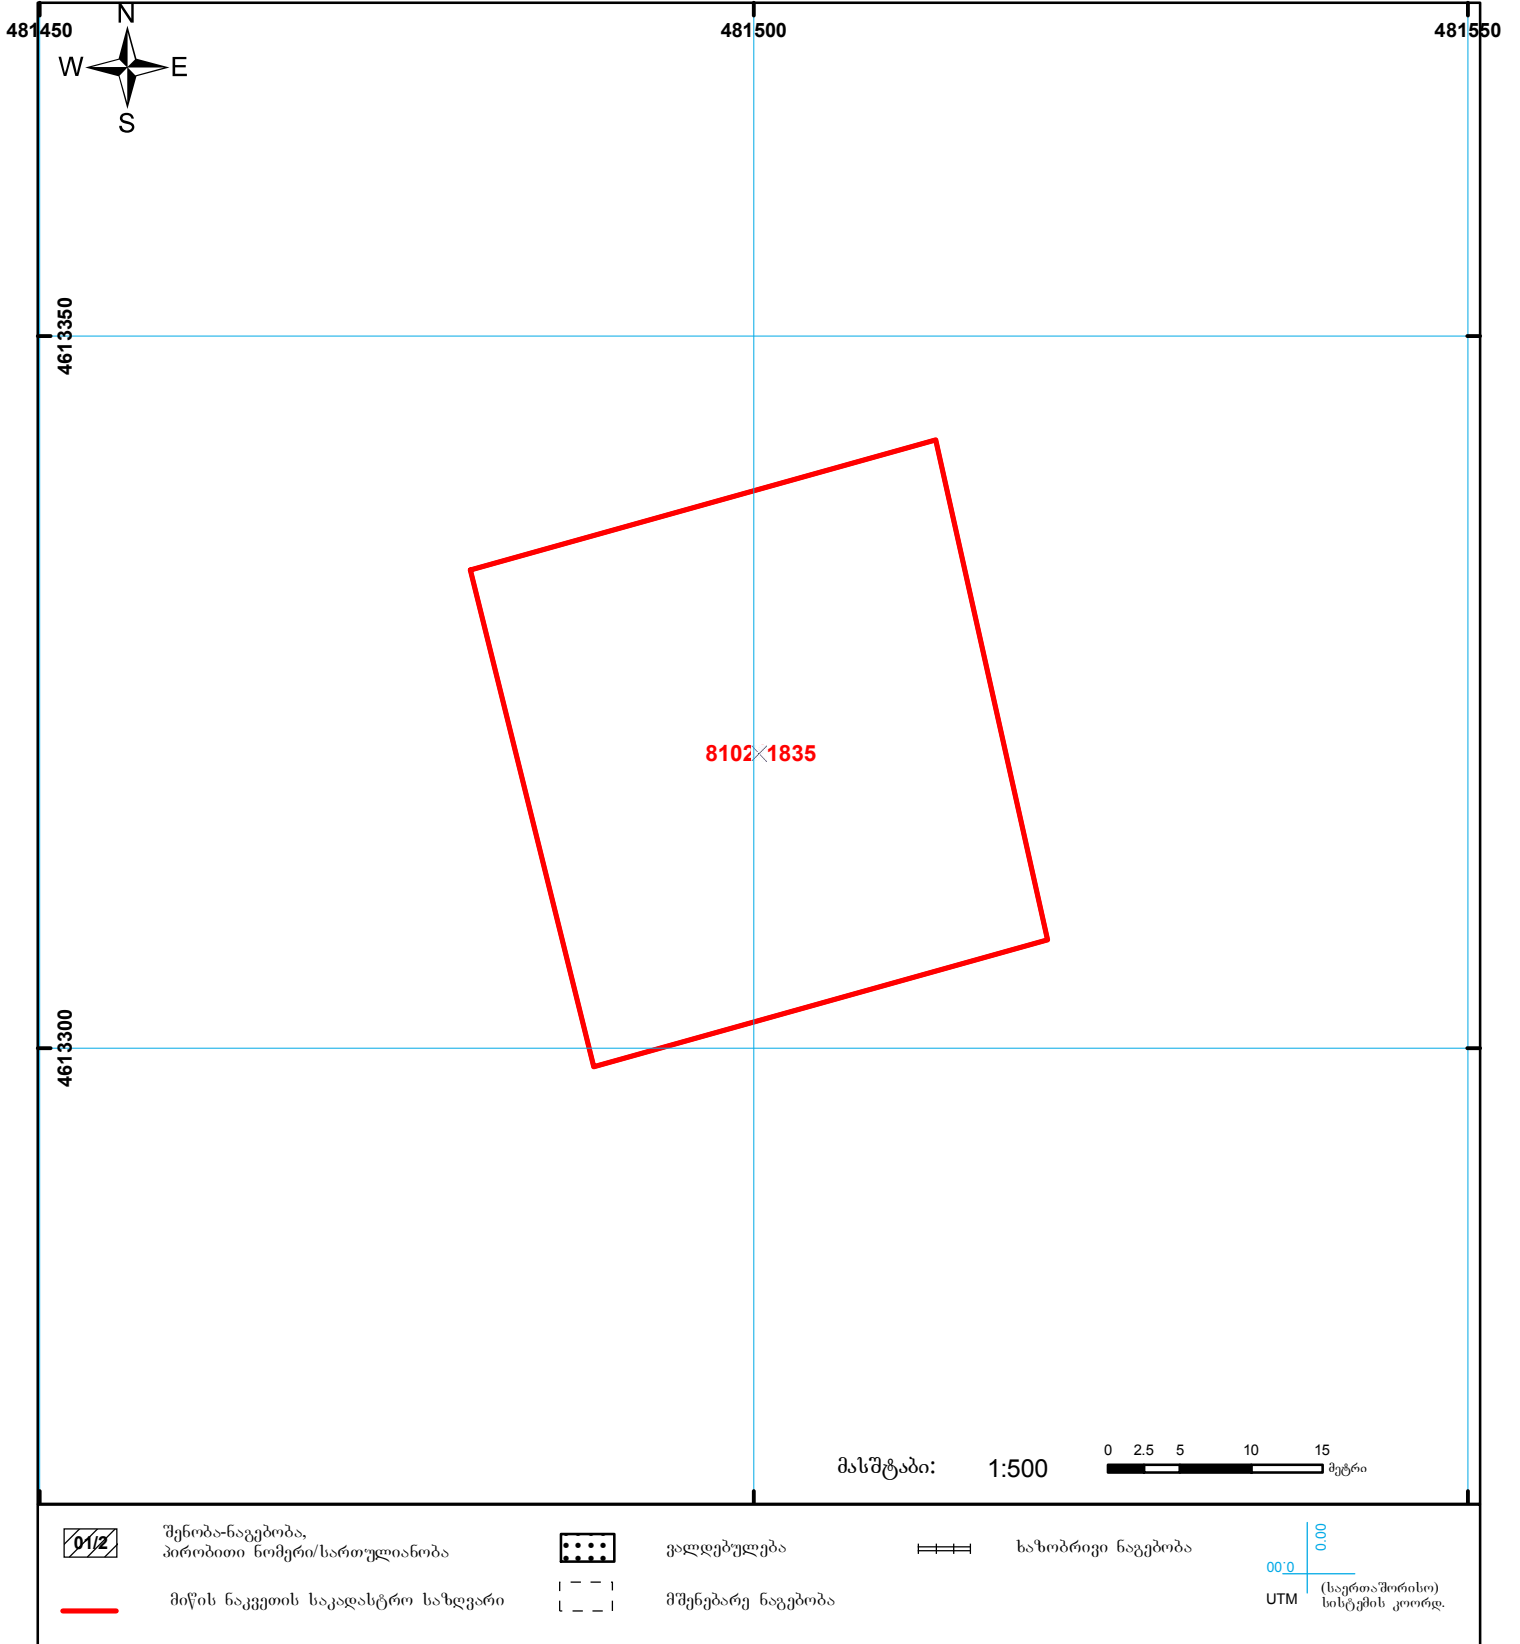 481450
481500
481550
N
W E
S
4613350
8102 1835
4613300
მასშტაბი: 1:500
0 2.5 5 10 15
მეტრი
01/2
შენობა-ნაგებობა,
პირობითი ნომერი/სართულიანობა
ვალდებულება
ხაზობრივი ნაგებობა
მიწის ნაკვეთის საკადასტრო საზღვარი
მშენებარე ნაგებობა
00`0
0.00
UTM
(საერთაშორისო)
სისტემის კოორდ.